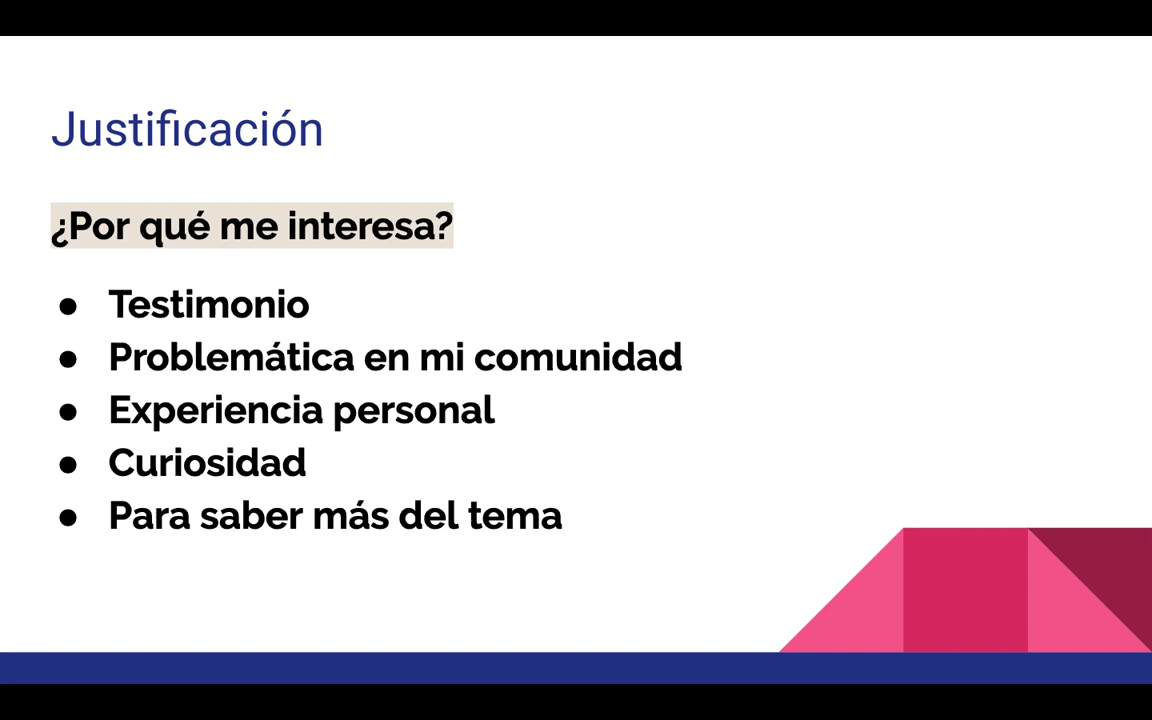 Justificación
¿Por qué me interesa?
● Testimonio
● Problemática en mi comunidad
● Experiencia personal
● Curiosidad
● Para saber más del tema